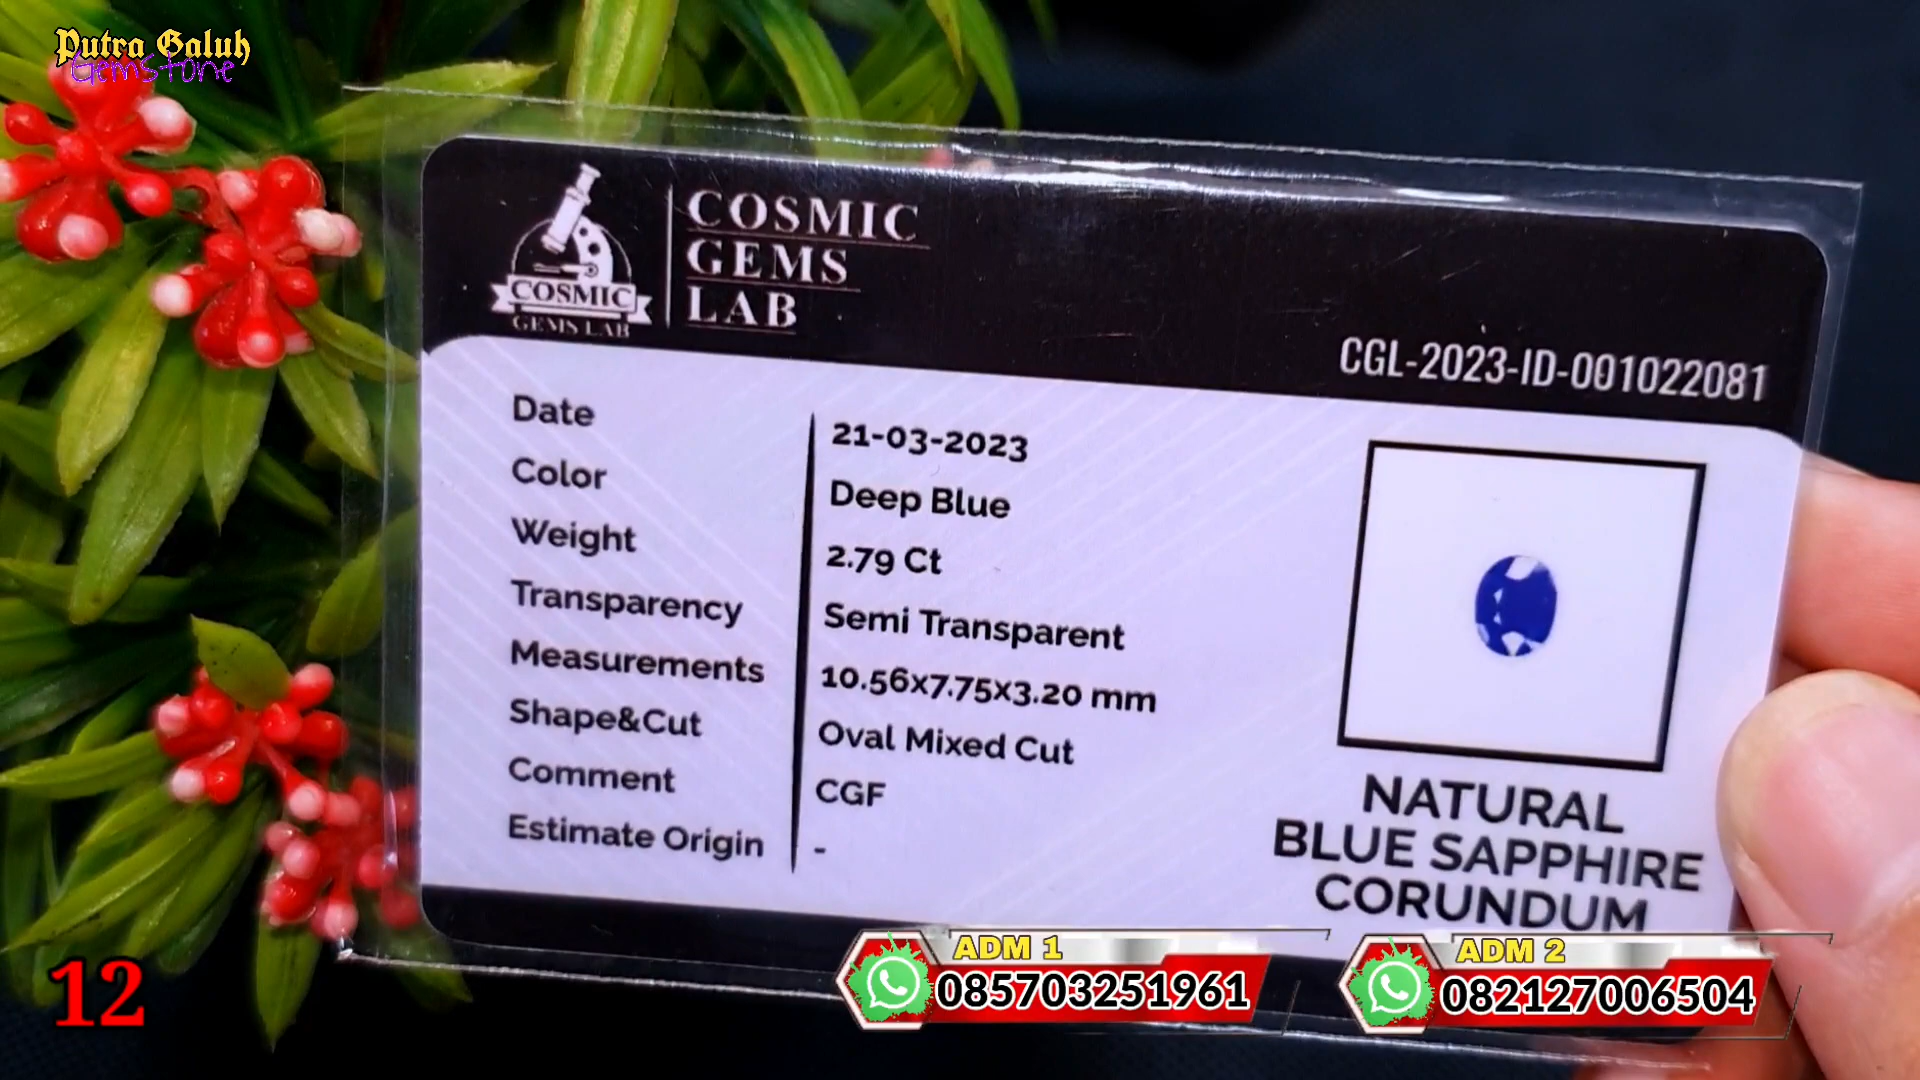 Putra Galuh
Gemstone
COSMIC
GEMS LAB
COSMIC
GEMS
LAB
CGL-2023-ID-001022081
Date 21-03-2023
Color Deep Blue
Weight 2.79 Ct
Transparency Semi Transparent
Measurements 10.56x7.75x3.20 mm
Shape&Cut Oval Mixed Cut
Comment CGF
Estimate Origin -
NATURAL
BLUE SAPPHIRE
CORUNDUM
12
ADM 1
085703251961
ADM 2
082127006504